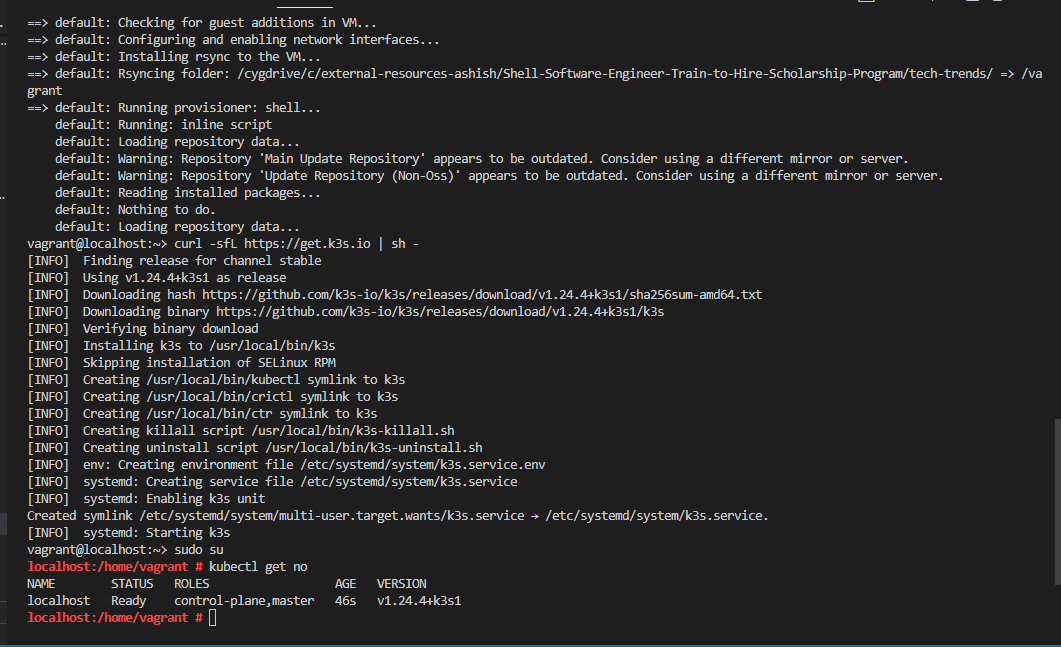 ==> default: Checking for guest additions in VM...
==> default: Configuring and enabling network interfaces...
==> default: Installing rsync to the VM...
==> default: Rsyncing folder: /cygdrive/c/external-resources-ashish/Shell-Software-Engineer-Train-to-Hire-Scholarship-Program/tech-trends/ => /va
grant
==> default: Running provisioner: shell...
default: Running: inline script
default: Loading repository data...
default: Warning: Repository 'Main Update Repository' appears to be outdated. Consider using a different mirror or server.
default: Warning: Repository 'Update Repository (Non-Oss)' appears to be outdated. Consider using a different mirror or server.
default: Reading installed packages...
default: Nothing to do.
default: Loading repository data...
vagrant@localhost:~> curl -sfL https://get.k3s.io | sh -
[INFO]  Finding release for channel stable
[INFO]  Using v1.24.4+k3s1 as release
[INFO]  Downloading hash https://github.com/k3s-io/k3s/releases/download/v1.24.4+k3s1/sha256sum-amd64.txt
[INFO]  Downloading binary https://github.com/k3s-io/k3s/releases/download/v1.24.4+k3s1/k3s
[INFO]  Verifying binary download
[INFO]  Installing k3s to /usr/local/bin/k3s
[INFO]  Skipping installation of SELinux RPM
[INFO]  Creating /usr/local/bin/kubectl symlink to k3s
[INFO]  Creating /usr/local/bin/crictl symlink to k3s
[INFO]  Creating /usr/local/bin/ctr symlink to k3s
[INFO]  Creating killall script /usr/local/bin/k3s-killall.sh
[INFO]  Creating uninstall script /usr/local/bin/k3s-uninstall.sh
[INFO]  env: Creating environment file /etc/systemd/system/k3s.service.env
[INFO]  systemd: Creating service file /etc/systemd/system/k3s.service
[INFO]  systemd: Enabling k3s unit
Created symlink /etc/systemd/system/multi-user.target.wants/k3s.service → /etc/systemd/system/k3s.service.
[INFO]  systemd: Starting k3s
vagrant@localhost:~> sudo su
localhost:/home/vagrant # kubectl get no
NAME STATUS ROLES AGE VERSION
localhost Ready control-plane,master 46s v1.24.4+k3s1
localhost:/home/vagrant #